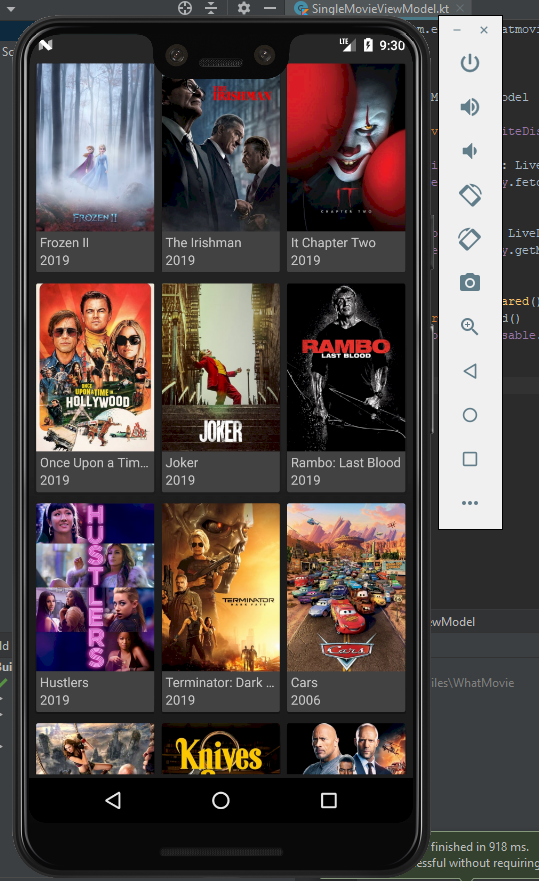 SingleMovieViewModel.kt
LTE
9:30
FROZEN II
IRISHMAN
IT
CHAPTER TWO
Frozen II
The Irishman
It Chapter Two
2019
2019
2019
ONCE UPON A TIME IN
HOLLYWOOD
JOKER
RAMBO
LAST BLOOD
Once Upon a Tim...
Joker
Rambo: Last Blood
2019
2019
2019
HUSTLERS
TERMINATOR
DARK FATE
Cars
Hustlers
Terminator: Dark ...
Cars
2019
2019
2006
Knives
ewModel
iles\WhatMovie
finished in 918 ms.
essful without requiring